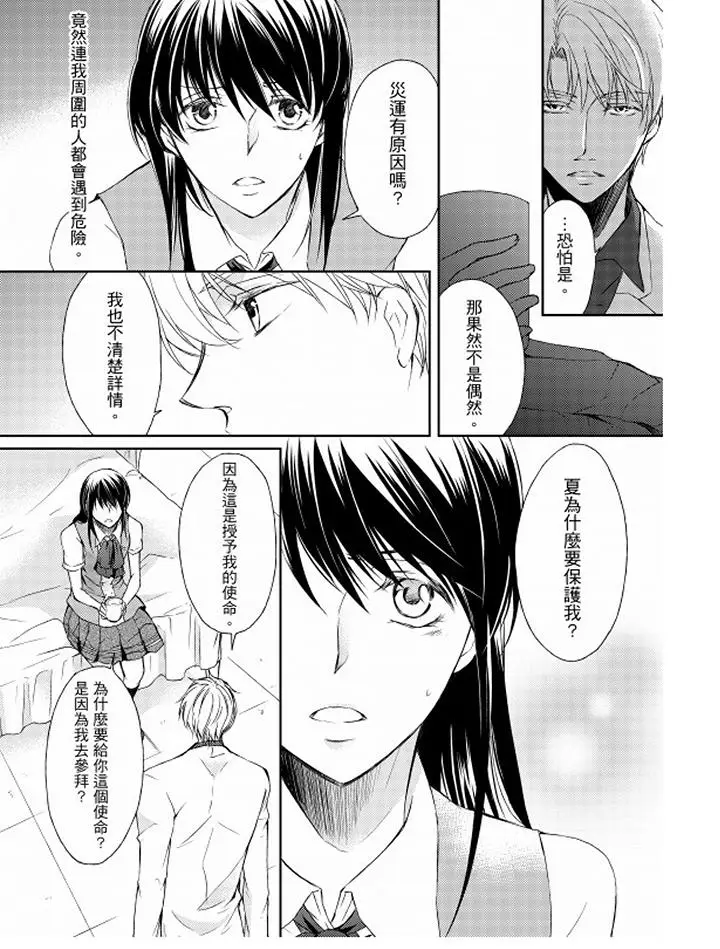 …恐怕是。
那果然不是偶然。
災運有原因嗎？
竟然連我周圍的人都會遇到危險。
我也不清楚詳情。
夏為什麼要保護我？
因為這是授予我的使命。
為什麼要給你這個使命？
是因為我去參拜？